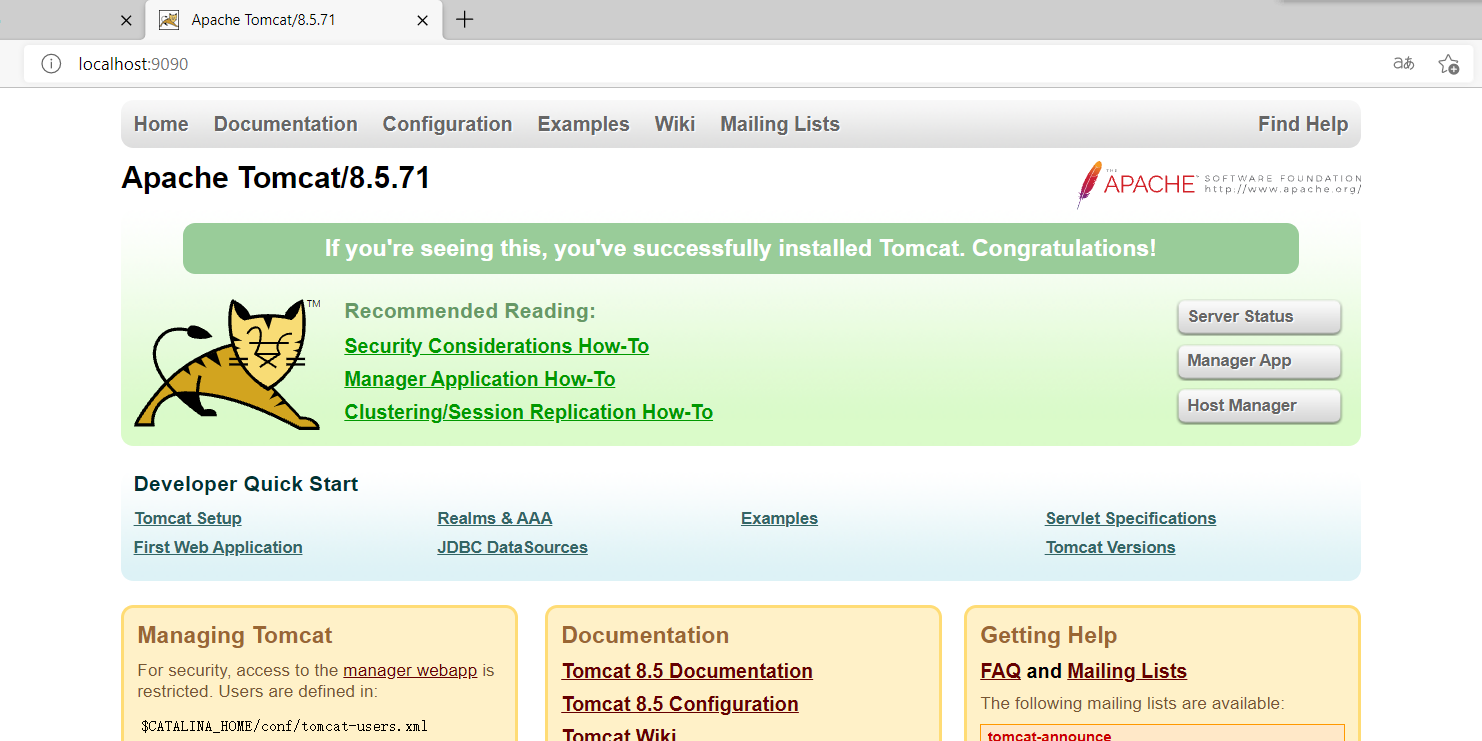 Apache Tomcat/8.5.71
localhost:9090
aあ
Home Documentation Configuration Examples Wiki Mailing Lists Find Help
Apache Tomcat/8.5.71
THE APACHE™ SOFTWARE FOUNDATION
http://www.apache.org/
If you're seeing this, you've successfully installed Tomcat. Congratulations!
TM
Recommended Reading:
Security Considerations How-To
Manager Application How-To
Clustering/Session Replication How-To
Server Status
Manager App
Host Manager
Developer Quick Start
Tomcat Setup
First Web Application
Realms & AAA
JDBC DataSources
Examples
Servlet Specifications
Tomcat Versions
Managing Tomcat
For security, access to the manager webapp is
restricted. Users are defined in:
$CATALINA_HOME/conf/tomcat-users.xml
Documentation
Tomcat 8.5 Documentation
Tomcat 8.5 Configuration
Tomcat Wiki
Getting Help
FAQ and Mailing Lists
The following mailing lists are available:
tomcat-announce